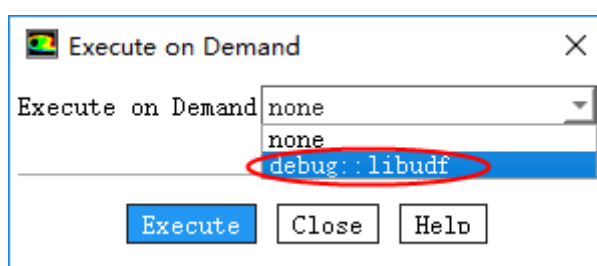 Execute on Demand
Execute on Demand none
none
debug::libudf
Execute Close Help